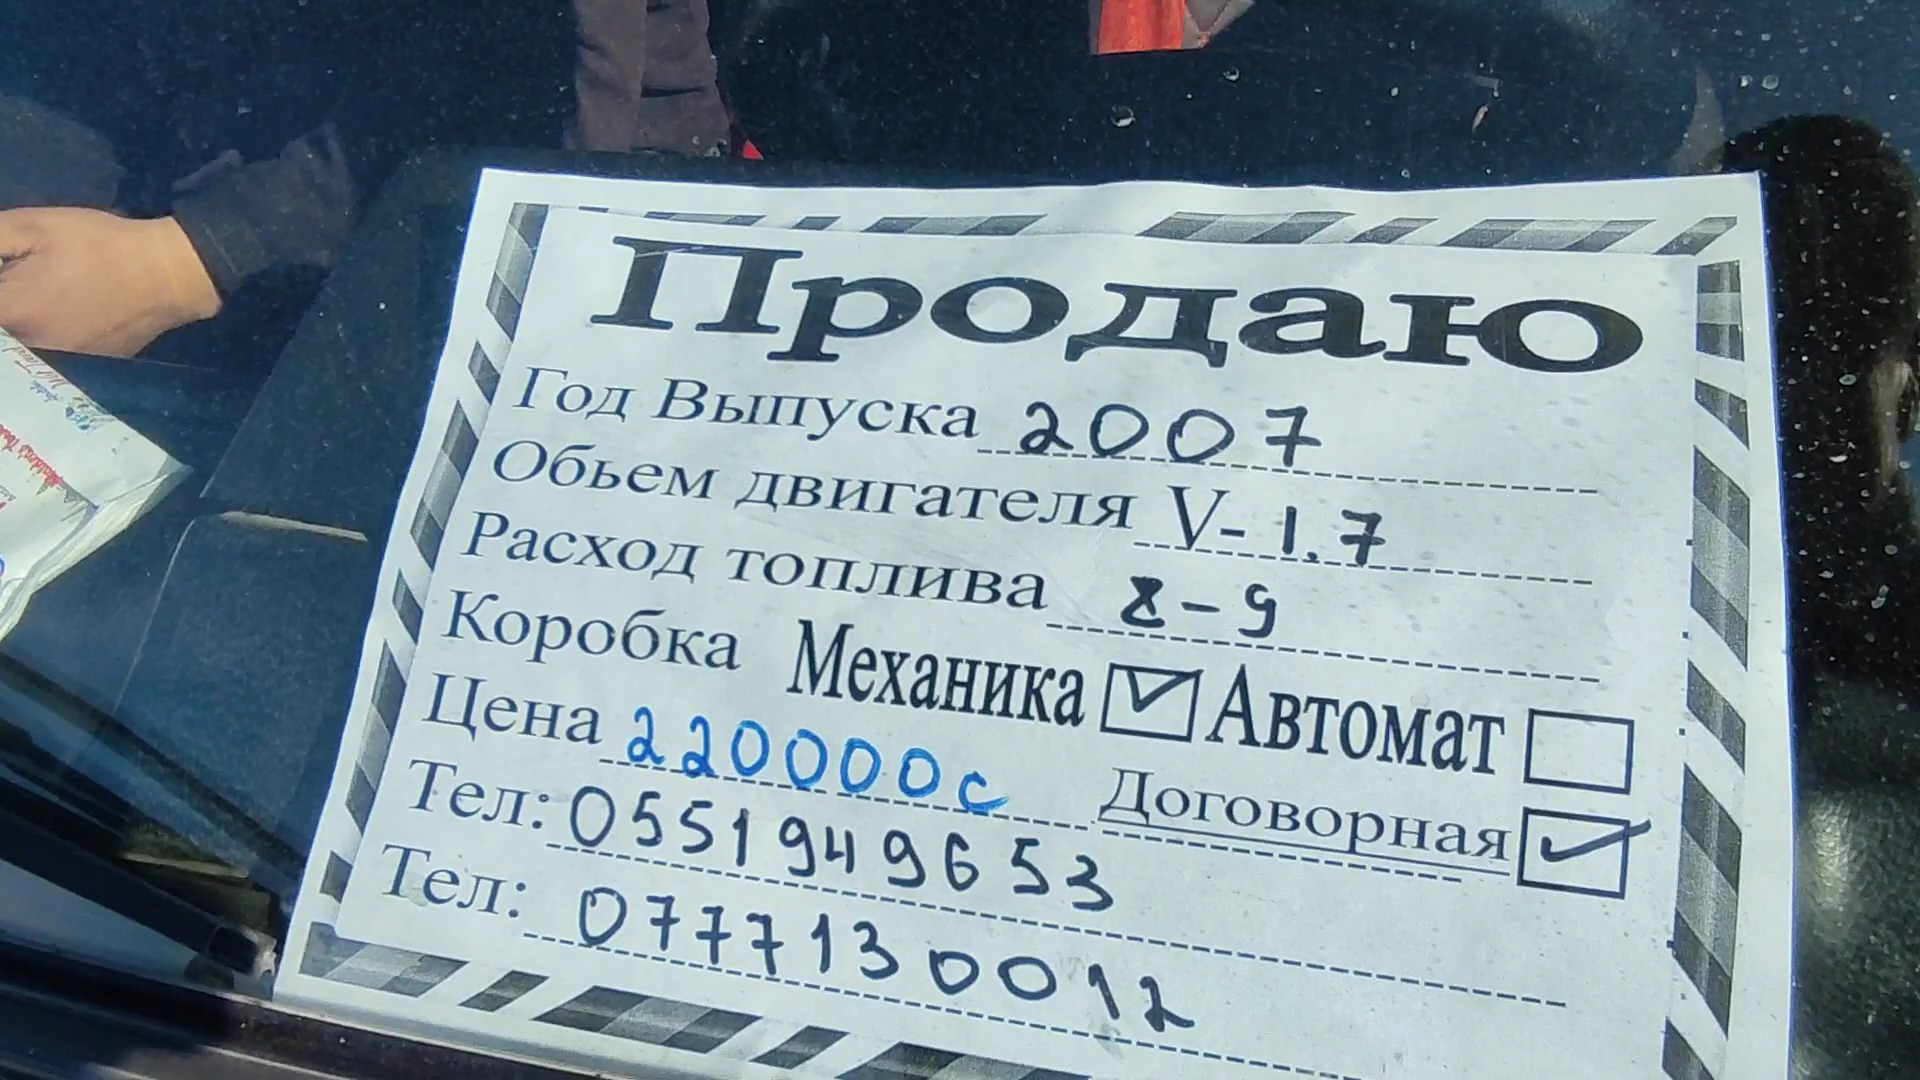 Продаю
Год Выпуска 2007
Обьем двигателя V-1.7
Расход топлива 8-9
Коробка Механика Автомат
Цена 220000с Договорная
Тел: 0551949653
Тел: 0777130012